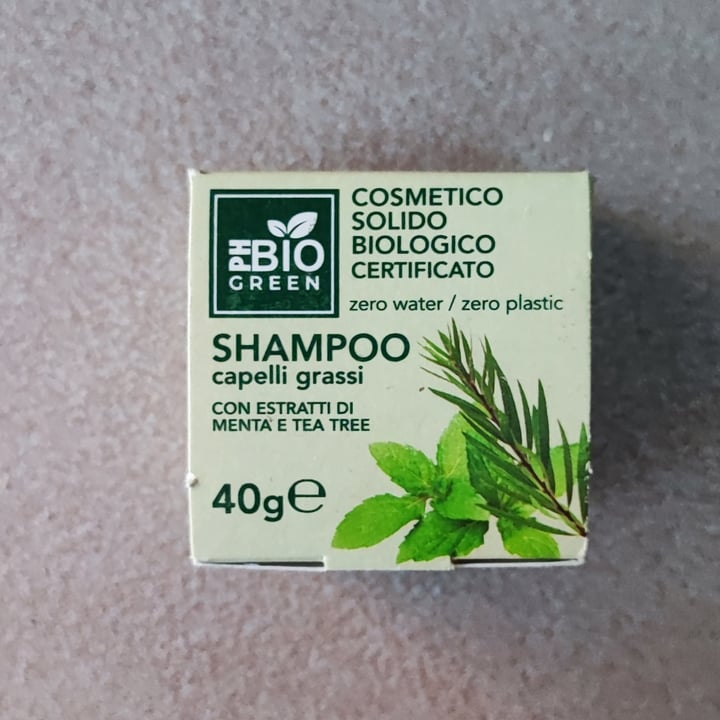 PH BIO
GREEN
COSMETICO
SOLIDO
BIOLOGICO
CERTIFICATO
zero water / zero plastic
SHAMPOO
capelli grassi
CON ESTRATTI DI
MENTA E TEA TREE
40g℮